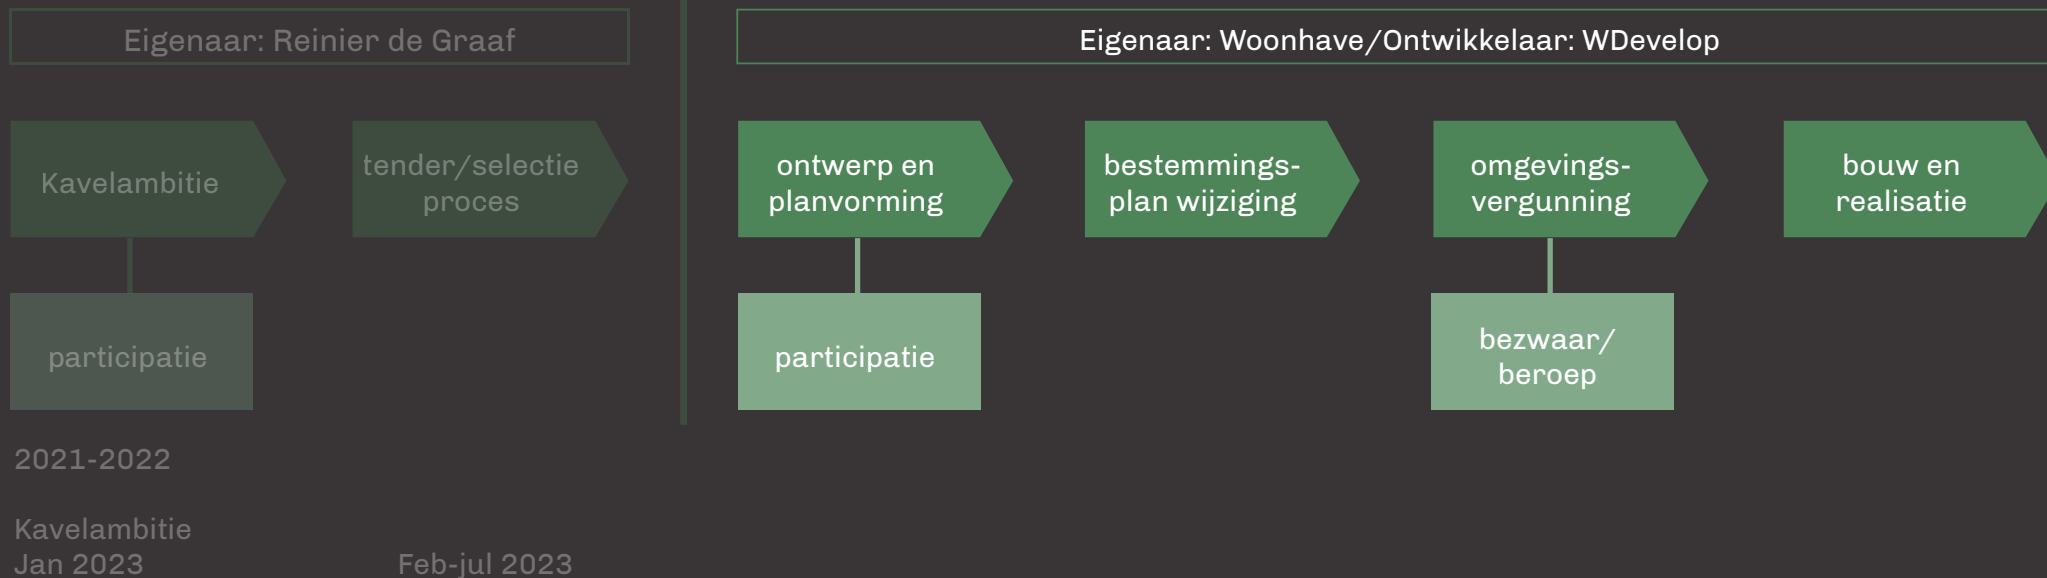 Eigenaar: Reinier de Graaf
Eigenaar: Woonhave/Ontwikkelaar: WDevelop
Kavelambitie
tender/selectie
proces
ontwerp en
planvorming
bestemmings-
plan wijziging
omgevings-
vergunning
bouw en
realisatie
participatie
participatie
bezwaar/
beroep
2021-2022
Kavelambitie
Jan 2023
Feb-jul 2023